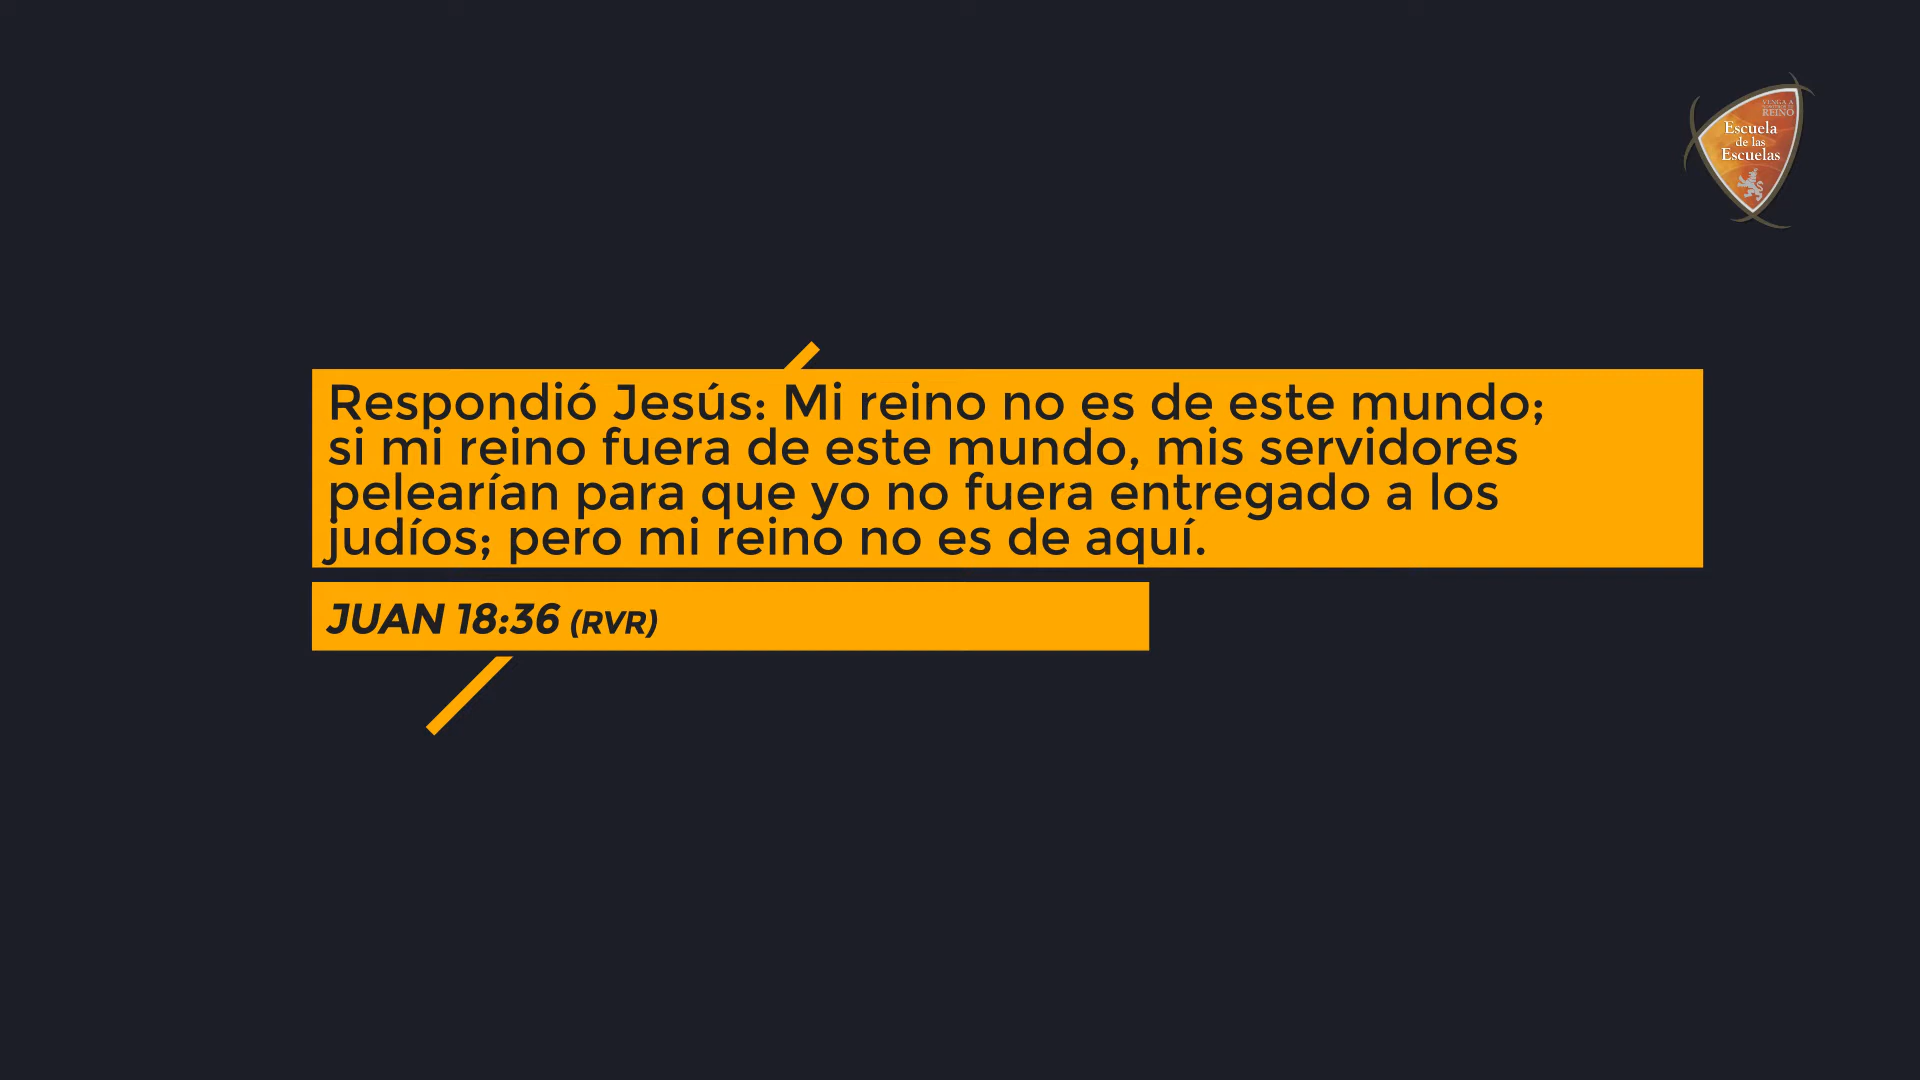 VENGA A
REINO
Escuela
de las
Escuelas
Respondió Jesús: Mi reino no es de este mundo;
si mi reino fuera de este mundo, mis servidores
pelearían para que yo no fuera entregado a los
judíos; pero mi reino no es de aquí.
JUAN 18:36 (RVR)